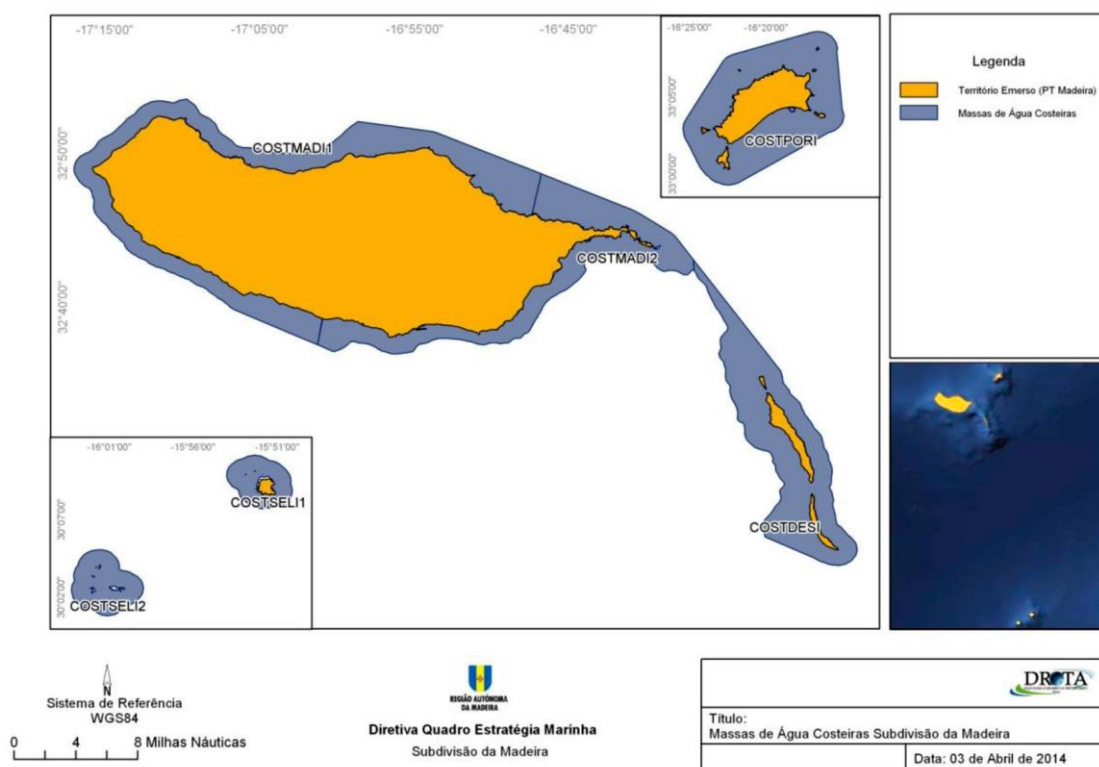 -17°15'00"
-17°05'00"
-16°55'00"
-16°45'00"
-16°25'00"
-16°20'00"
32°50'00"
32°40'00"
33°05'00"
33°00'00"
COSTMADI1
COSTMADI2
COSTPORI
COSTDESI
-16°01'00"
-15°56'00"
-15°51'00"
30°07'00"
30°02'00"
COSTSELI1
COSTSELI2
Legenda
Território Emerso (PT Madeira)
Massas de Água Costeiras
N
Sistema de Referência
WGS84
0 4 8 Milhas Náuticas
REGIÃO AUTÓNOMA
DA MADEIRA
Diretiva Quadro Estratégia Marinha
Subdivisão da Madeira
DROTA
Título:
Massas de Água Costeiras Subdivisão da Madeira
Data: 03 de Abril de 2014